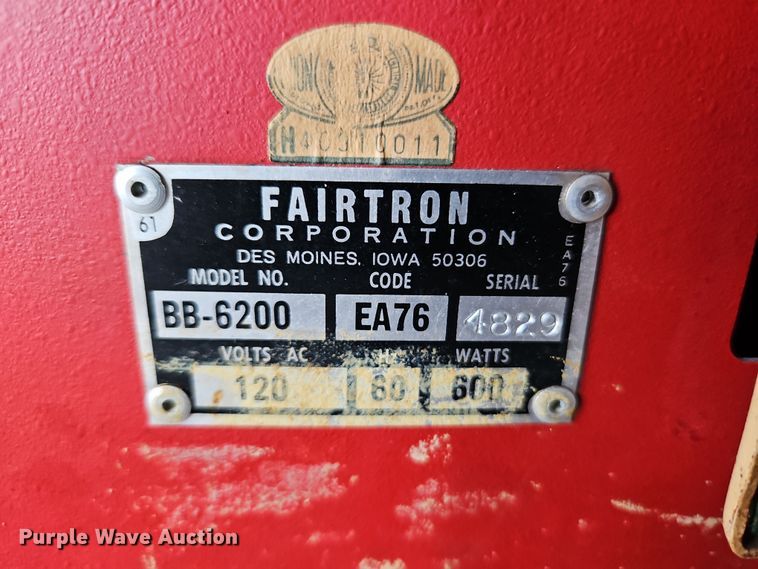 UNION MADE
H40010011
61
FAIRTRON
CORPORATION
DES MOINES, IOWA 50306
EA76
MODEL NO. CODE SERIAL
BB-6200 EA76 4829
VOLTS AC HZ WATTS
120 60 600
Purple Wave Auction